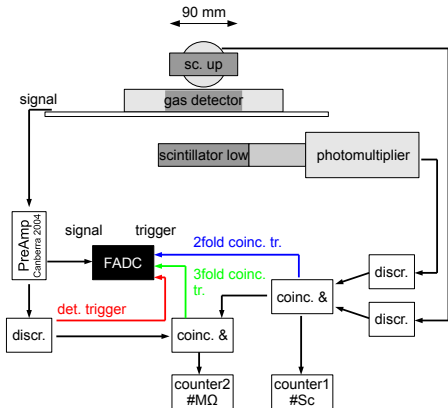 90 mm
sc. up
gas detector
signal
scintillator low
photomultiplier
PreAmp
Canberra 2004
signal
trigger
FADC
2fold coinc. tr.
3fold coinc.
tr.
det. trigger
discr.
discr.
coinc. &
discr.
coinc. &
counter2
#MΩ
counter1
#Sc